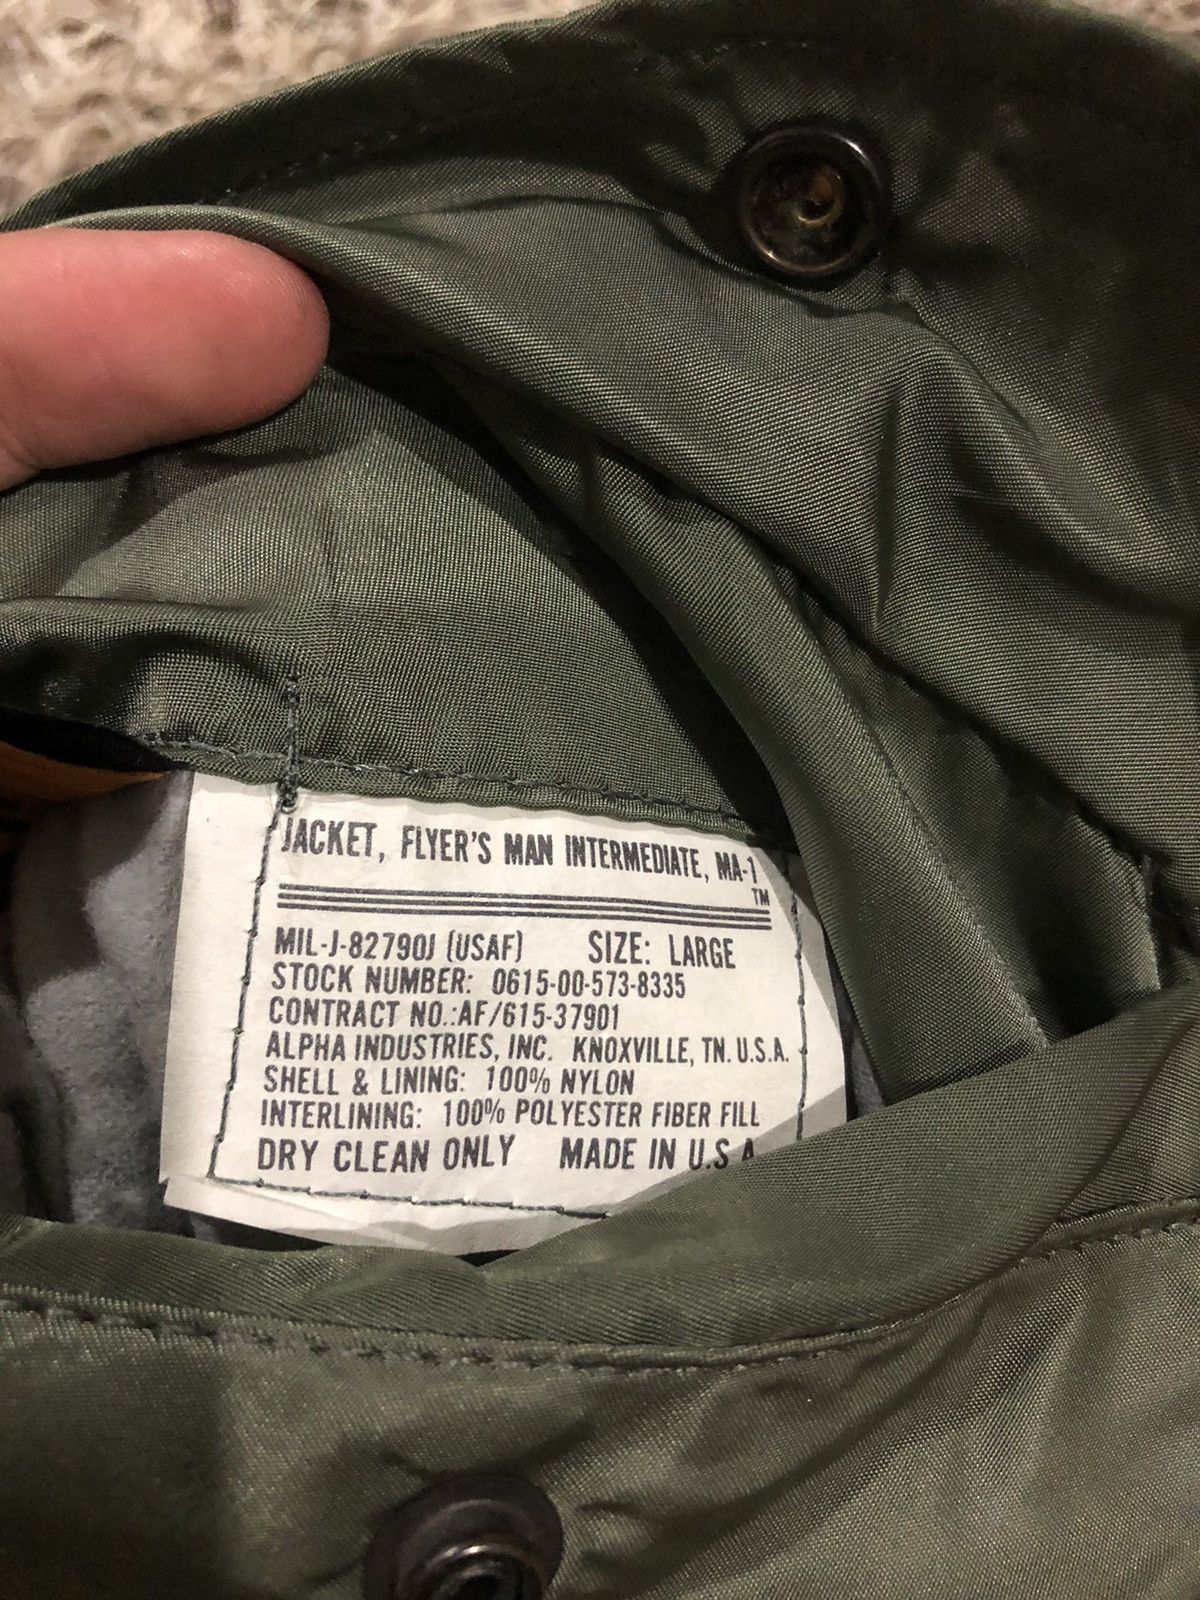 JACKET, FLYER'S MAN INTERMEDIATE, MA-1
TM
MIL-J-82790J (USAF) SIZE: LARGE
STOCK NUMBER: 0615-00-573-8335
CONTRACT NO.:AF/615-37901
ALPHA INDUSTRIES, INC. KNOXVILLE, TN. U.S.A.
SHELL & LINING: 100% NYLON
INTERLINING: 100% POLYESTER FIBER FILL
DRY CLEAN ONLY MADE IN U.S.A